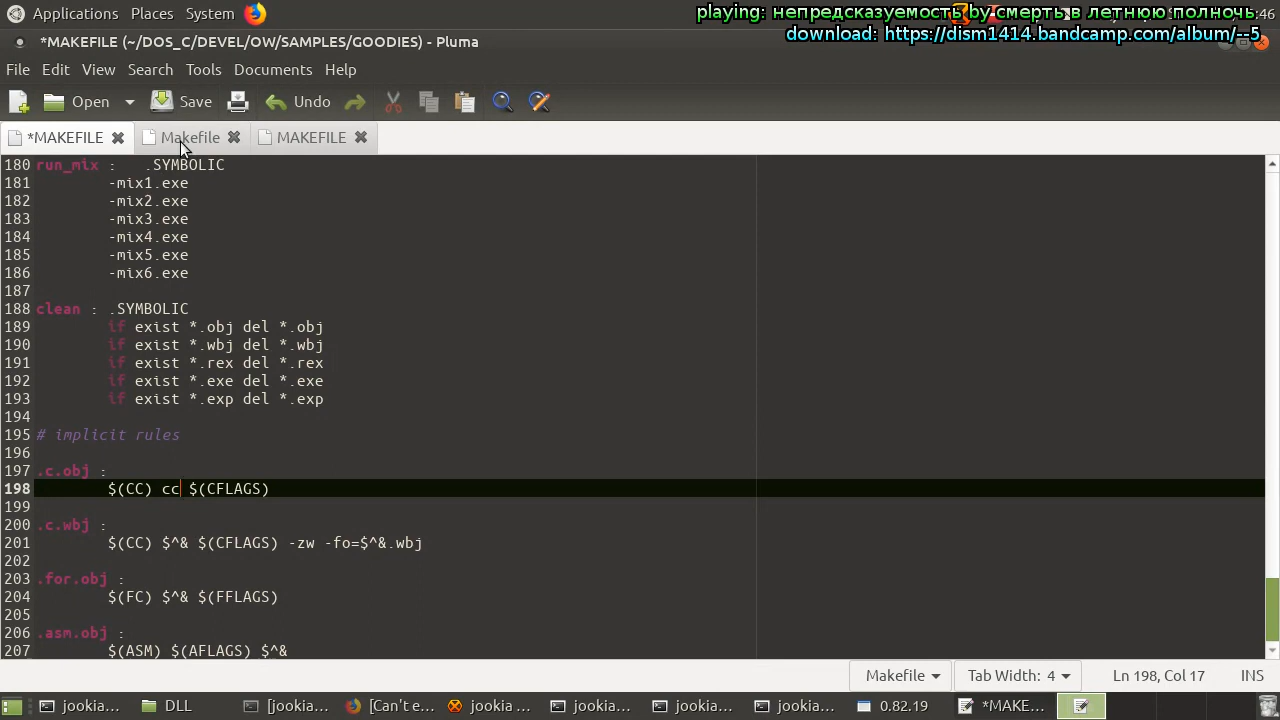 Applications Places System :46
playing: непредсказуемость by смерть в летнюю полночь
download: https://dism1414.bandcamp.com/album/--5
*MAKEFILE (~/DOS_C/DEVEL/OW/SAMPLES/GOODIES) - Pluma
File Edit View Search Tools Documents Help
Open Save Undo
*MAKEFILE Makefile MAKEFILE
180 run_mix : .SYMBOLIC
181 -mix1.exe
182 -mix2.exe
183 -mix3.exe
184 -mix4.exe
185 -mix5.exe
186 -mix6.exe
187
188 clean : .SYMBOLIC
189 if exist *.obj del *.obj
190 if exist *.wbj del *.wbj
191 if exist *.rex del *.rex
192 if exist *.exe del *.exe
193 if exist *.exp del *.exp
194
195 # implicit rules
196
197 .c.obj :
198 $(CC) cc $(CFLAGS)
199
200 .c.wbj :
201 $(CC) $^& $(CFLAGS) -zw -fo=$^&.wbj
202
203 .for.obj :
204 $(FC) $^& $(FFLAGS)
205
206 .asm.obj :
207 $(ASM) $(AFLAGS) $^&
Makefile Tab Width: 4 Ln 198, Col 17 INS
jookia... DLL [jookia... [Can't e... jookia ... jookia... jookia... jookia... 0.82.19 *MAKE...